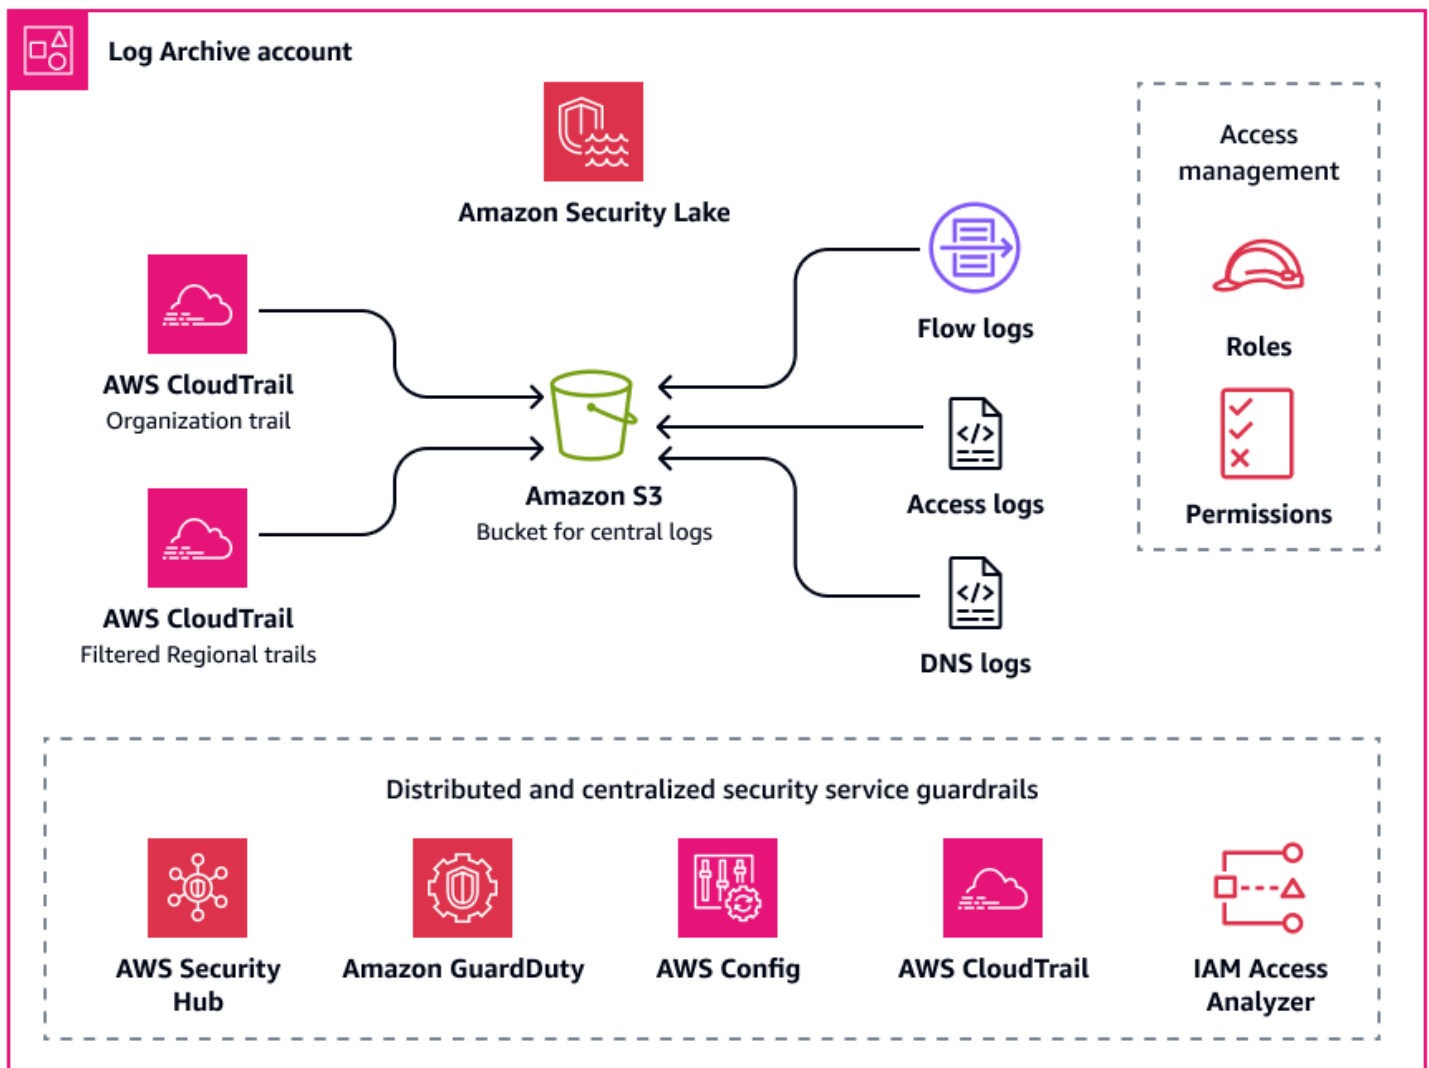 Log Archive account
Amazon Security Lake
Access
management
Flow logs
Roles
AWS CloudTrail
Organization trail
Amazon S3
Bucket for central logs
</>
Access logs
Permissions
AWS CloudTrail
Filtered Regional trails
</>
DNS logs
Distributed and centralized security service guardrails
AWS Security
Hub
Amazon GuardDuty
AWS Config
AWS CloudTrail
IAM Access
Analyzer